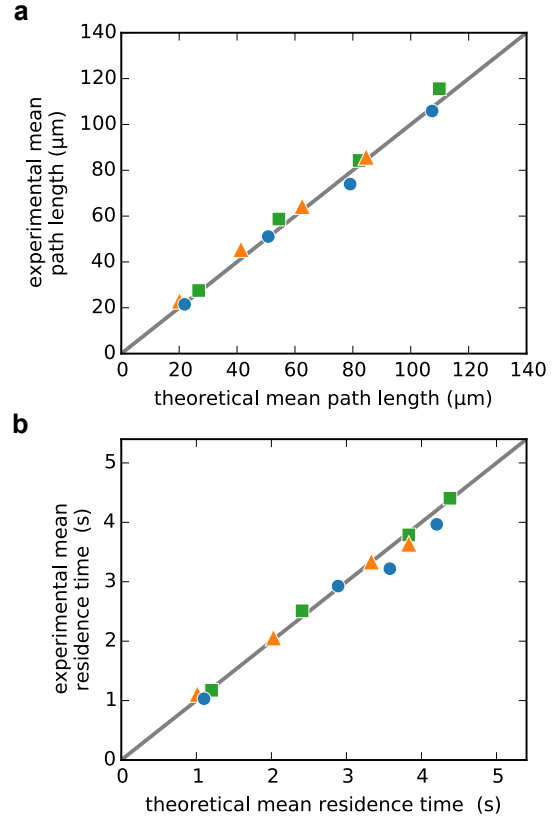 a
140
120
100
80
60
40
20
0
experimental mean
path length (μm)
0 20 40 60 80 100 120 140
theoretical mean path length (μm)
b
5
4
3
2
1
0
experimental mean
residence time (s)
0 1 2 3 4 5
theoretical mean residence time (s)